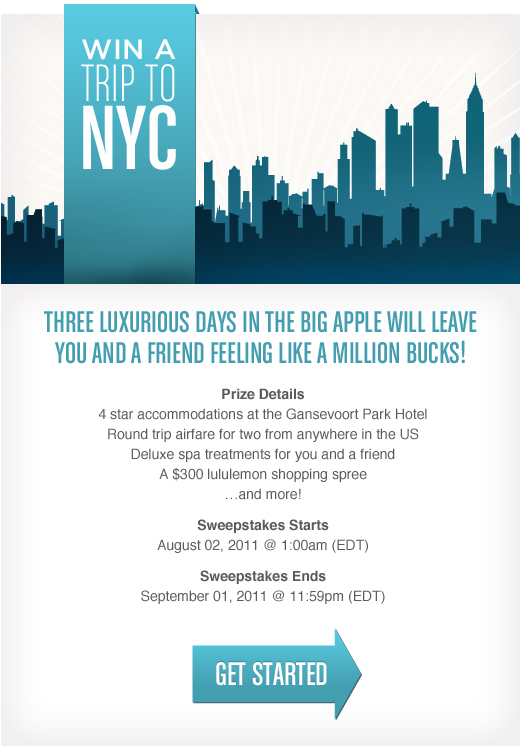 WIN A
TRIP TO
NYC
THREE LUXURIOUS DAYS IN THE BIG APPLE WILL LEAVE
YOU AND A FRIEND FEELING LIKE A MILLION BUCKS!
Prize Details
4 star accommodations at the Gansevoort Park Hotel
Round trip airfare for two from anywhere in the US
Deluxe spa treatments for you and a friend
A $300 lululemon shopping spree
…and more!
Sweepstakes Starts
August 02, 2011 @ 1:00am (EDT)
Sweepstakes Ends
September 01, 2011 @ 11:59pm (EDT)
GET STARTED